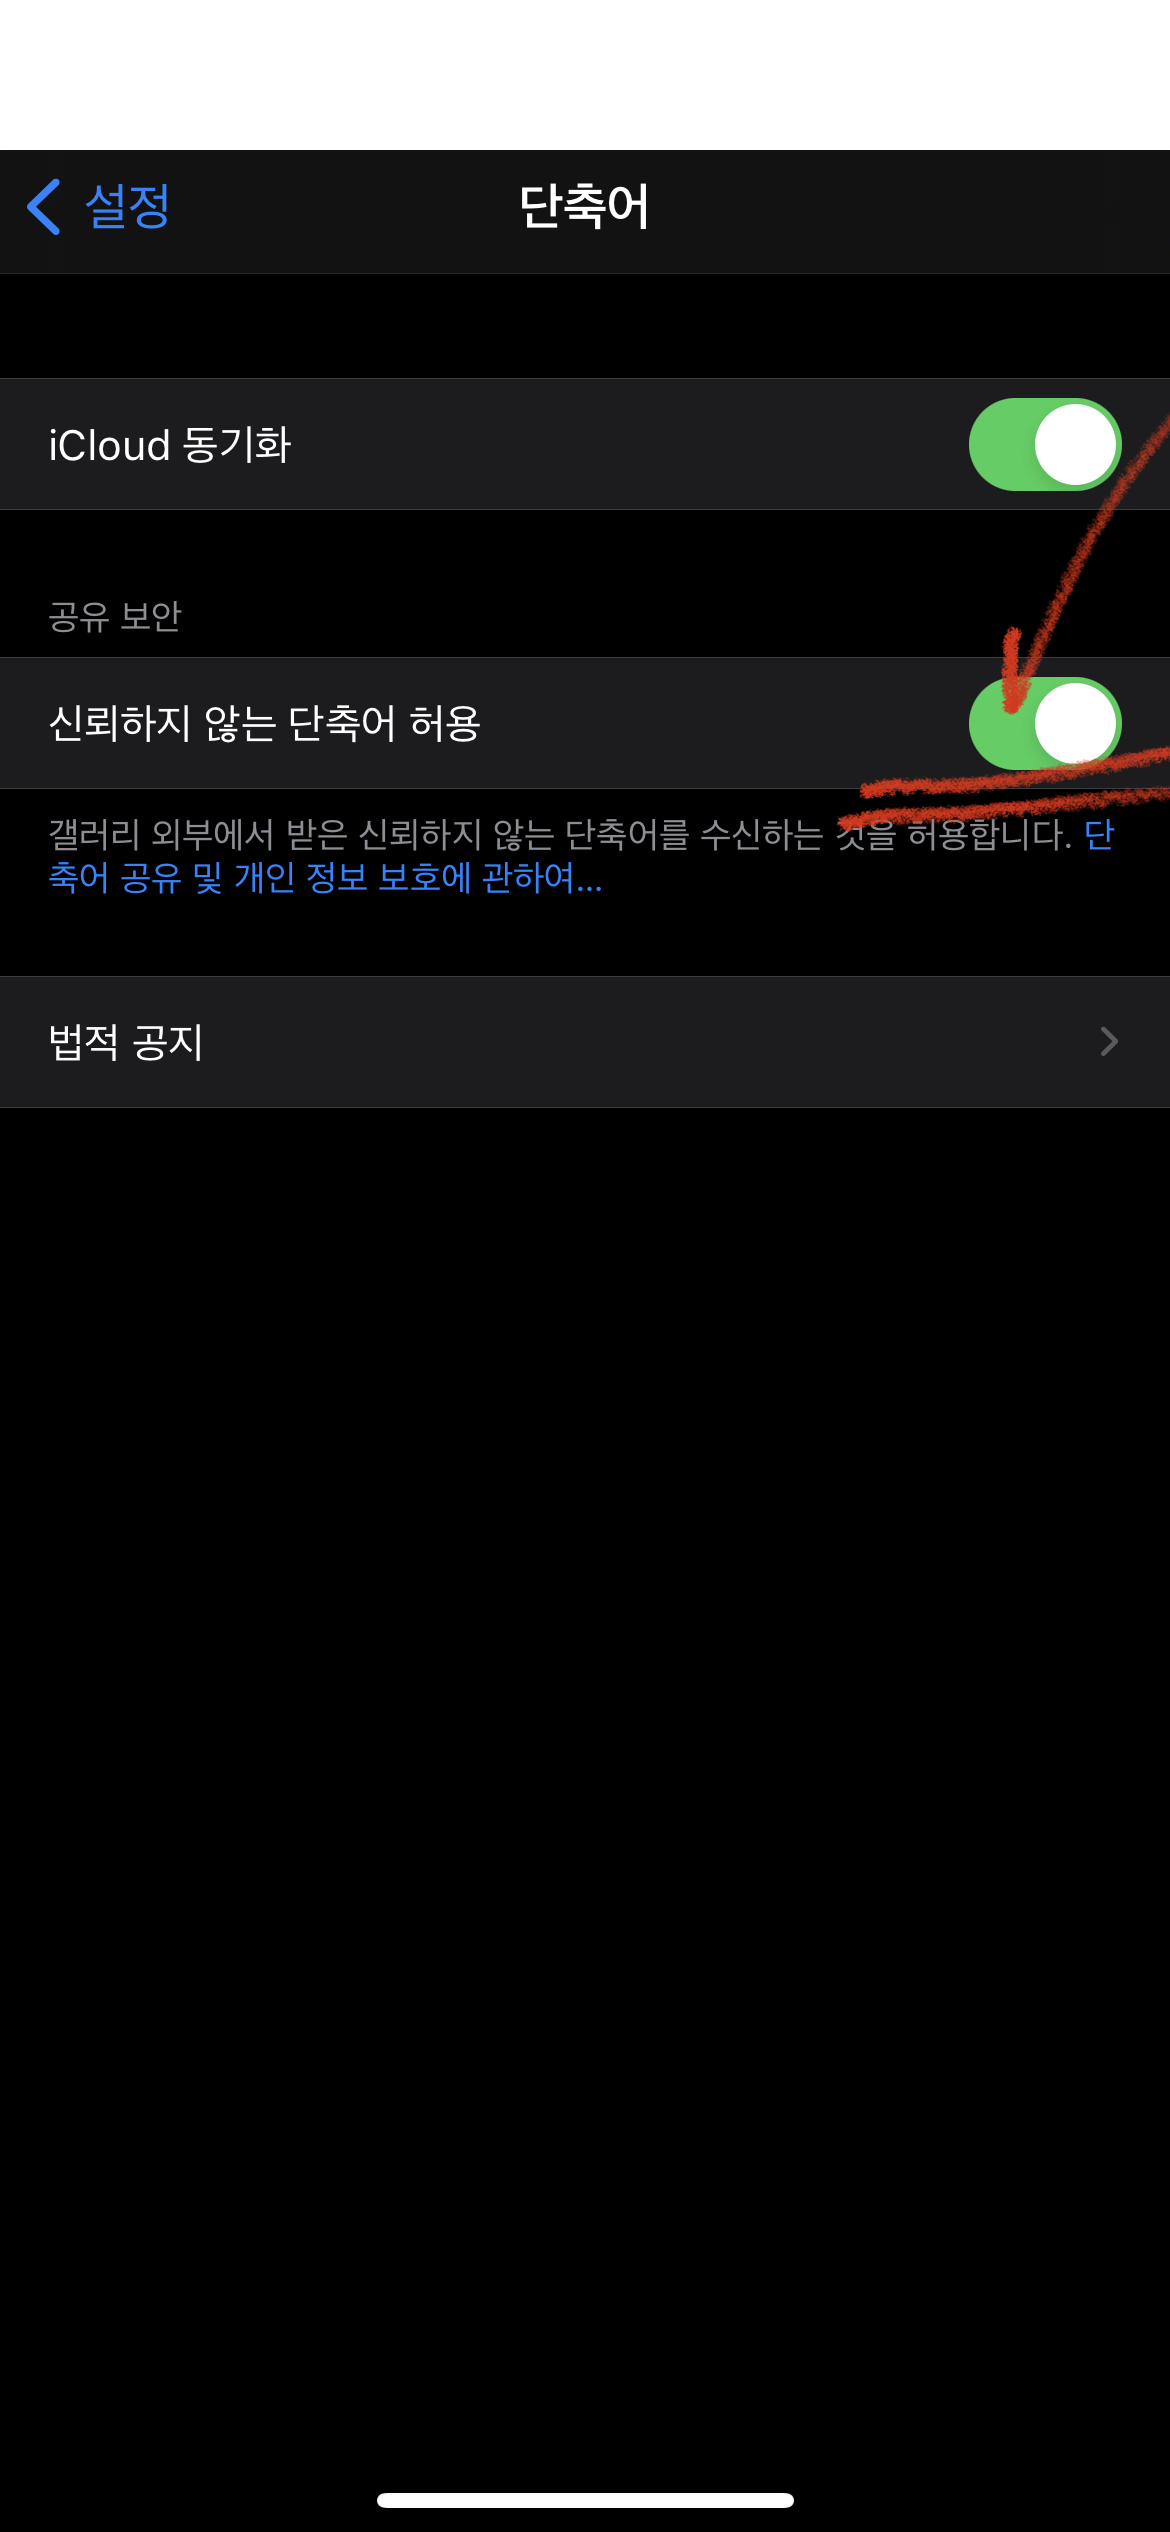 설정
단축어
iCloud 동기화
공유 보안
신뢰하지 않는 단축어 허용
갤러리 외부에서 받은 신뢰하지 않는 단축어를 수신하는 것을 허용합니다. 단
축어 공유 및 개인 정보 보호에 관하여...
법적 공지